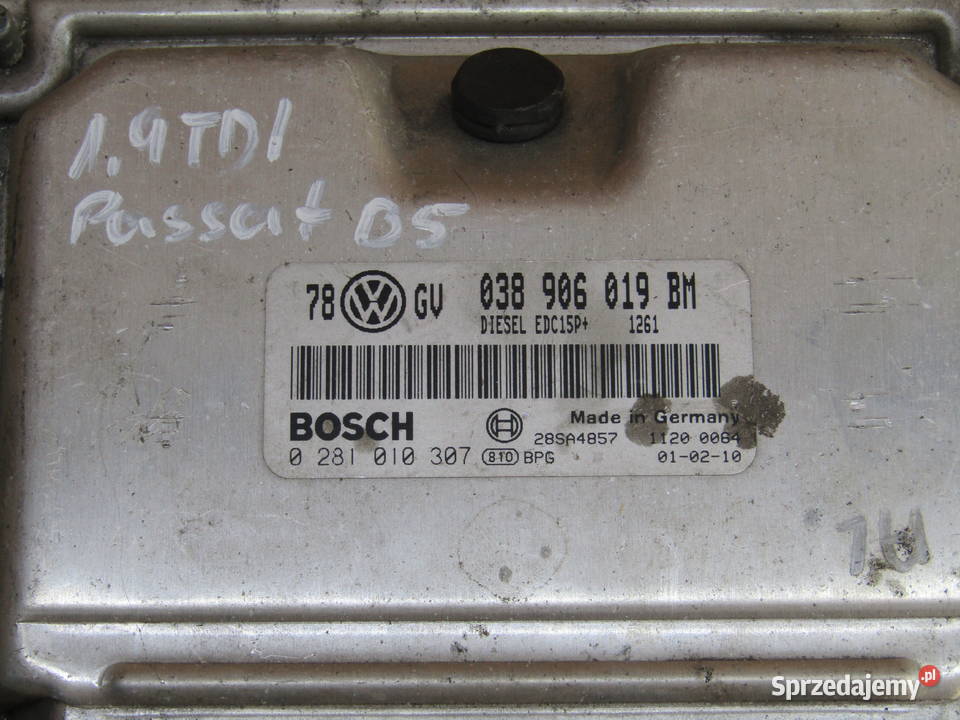 1.9TDI
Passat B5
78 VW GV 038 906 019 BM
DIESEL EDC15P+ 1261
BOSCH Made in Germany
28SA4857 1120 0064
0 281 010 307 810 BPG 01-02-10
Sprzedajemy.pl